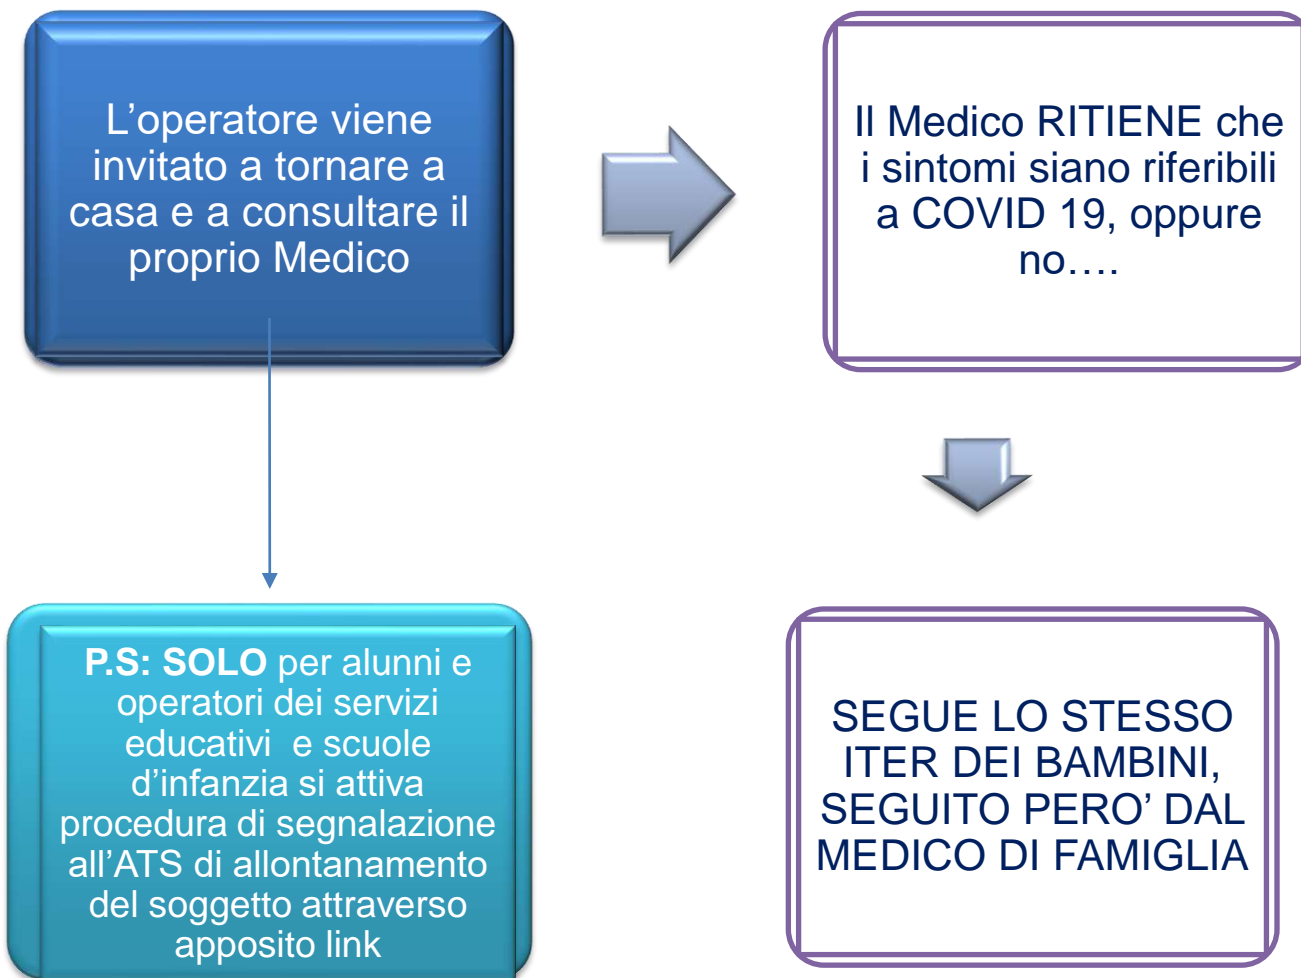 L’operatore viene
invitato a tornare a
casa e a consultare il
proprio Medico
Il Medico RITIENE che
i sintomi siano riferibili
a COVID 19, oppure
no….
P.S: SOLO per alunni e
operatori dei servizi
educativi e scuole
d’infanzia si attiva
procedura di segnalazione
all’ATS di allontanamento
del soggetto attraverso
apposito link
SEGUE LO STESSO
ITER DEI BAMBINI,
SEGUITO PERO’ DAL
MEDICO DI FAMIGLIA